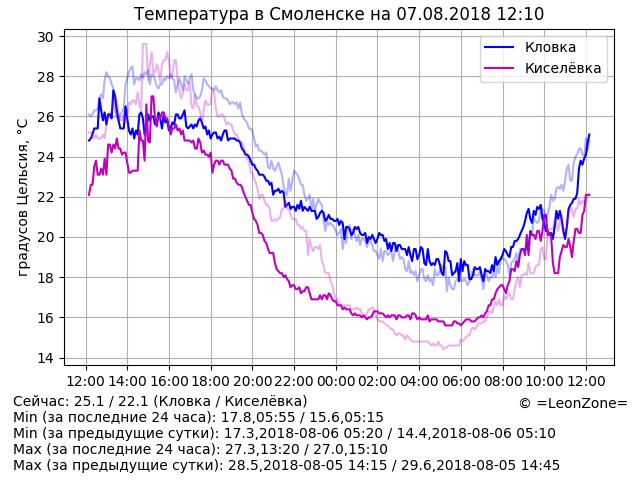 Температура в Смоленске на 07.08.2018 12:10
30
28
26
24
22
20
18
16
14
градусов Цельсия, °C
Кловка
Киселёвка
12:00 14:00 16:00 18:00 20:00 22:00 00:00 02:00 04:00 06:00 08:00 10:00 12:00
Сейчас: 25.1 / 22.1 (Кловка / Киселёвка)
© =LeonZone=
Min (за последние 24 часа): 17.8,05:55 / 15.6,05:15
Min (за предыдущие сутки): 17.3,2018-08-06 05:20 / 14.4,2018-08-06 05:10
Max (за последние 24 часа): 27.3,13:20 / 27.0,15:10
Max (за предыдущие сутки): 28.5,2018-08-05 14:15 / 29.6,2018-08-05 14:45